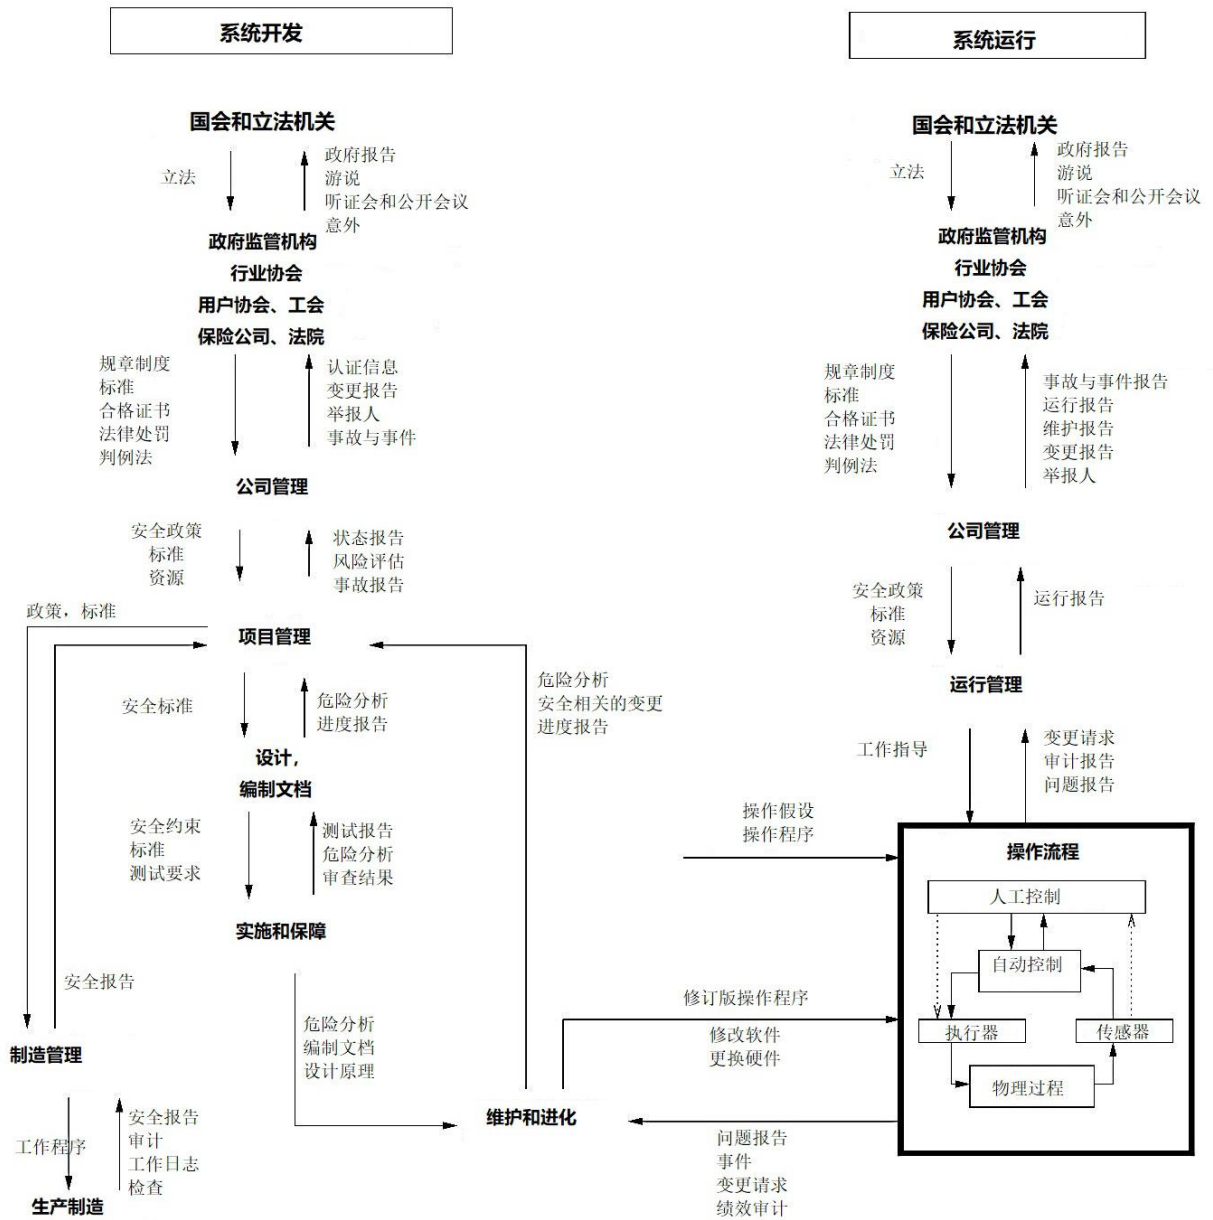 系统开发
国会和立法机关
立法
政府报告
游说
听证会和公开会议
意外
政府监管机构
行业协会
用户协会、工会
保险公司、法院
规章制度
标准
合格证书
法律处罚
判例法
认证信息
变更报告
举报人
事故与事件
公司管理
安全政策
标准
资源
状态报告
风险评估
事故报告
政策，标准
项目管理
安全标准
危险分析
进度报告
危险分析
安全相关的变更
进度报告
设计，
编制文档
安全约束
标准
测试要求
测试报告
危险分析
审查结果
实施和保障
安全报告
危险分析
编制文档
设计原理
制造管理
工作程序
安全报告
审计
工作日志
检查
生产制造
维护和进化
系统运行
国会和立法机关
立法
政府报告
游说
听证会和公开会议
意外
政府监管机构
行业协会
用户协会、工会
保险公司、法院
规章制度
标准
合格证书
法律处罚
判例法
事故与事件报告
运行报告
维护报告
变更报告
举报人
公司管理
安全政策
标准
资源
运行报告
运行管理
工作指导
变更请求
审计报告
问题报告
操作假设
操作程序
操作流程
人工控制
自动控制
执行器
传感器
物理过程
修订版操作程序
修改软件
更换硬件
问题报告
事件
变更请求
绩效审计